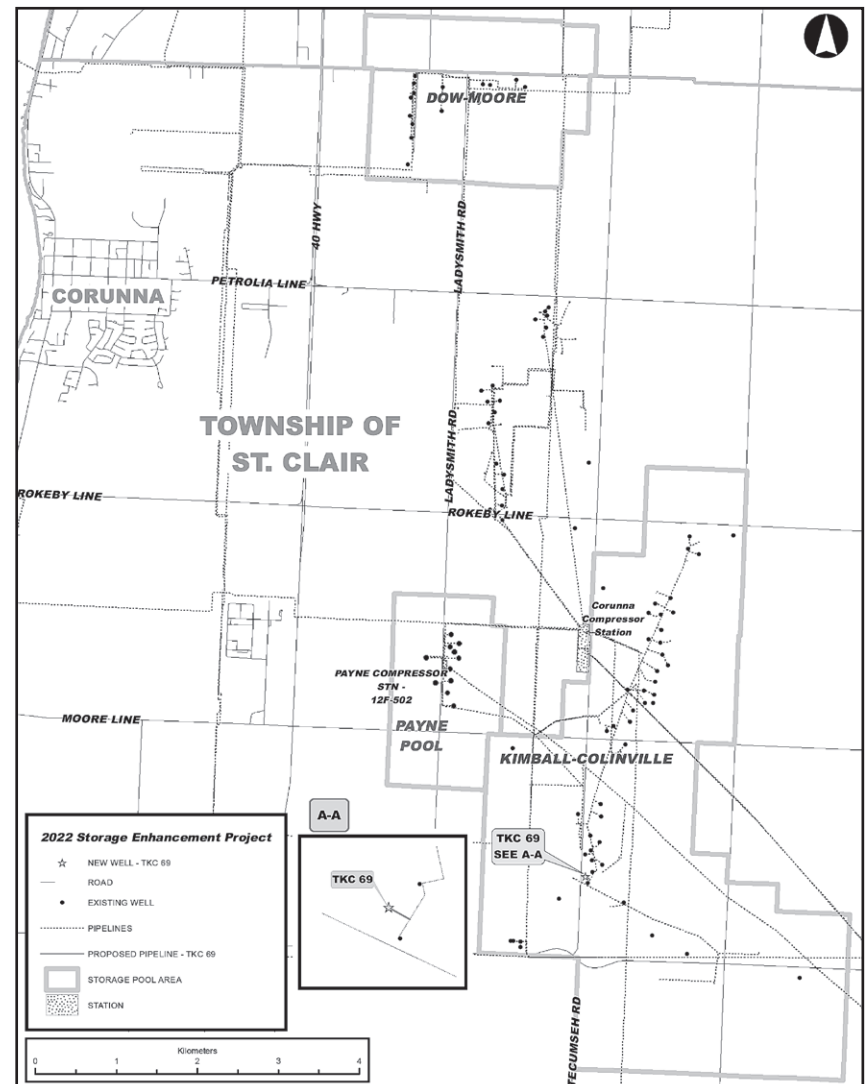 DOW-MOORE
40 HWY
LADYSMITH RD
PETROLIA LINE
CORUNNA
TOWNSHIP OF
ST. CLAIR
LADYSMITH RD
ROKEBY LINE
ROKEBY LINE
Corunna
Compressor
Station
PAYNE COMPRESSOR
STN -
12F-502
MOORE LINE
PAYNE
POOL
KIMBALL-COLINVILLE
A-A
TKC 69
SEE A-A
TKC 69
2022 Storage Enhancement Project
NEW WELL - TKC 69
ROAD
EXISTING WELL
PIPELINES
PROPOSED PIPELINE - TKC 69
STORAGE POOL AREA
STATION
TECUMSEH RD
Kilometers
0 1 2 3 4